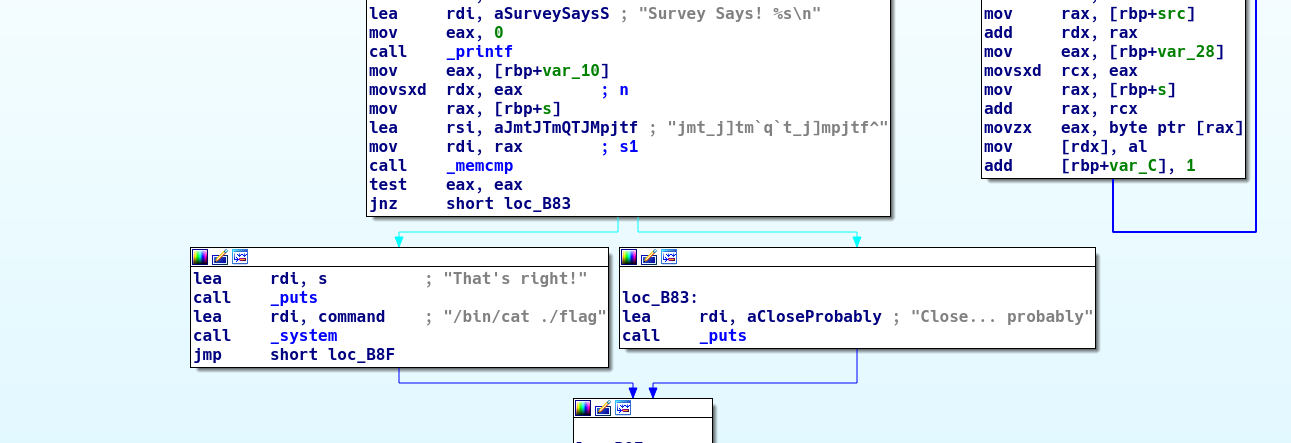 lea rdi, aSurveySaysS ; "Survey Says! %s\n"
mov eax, 0
call _printf
mov eax, [rbp+var_10]
movsxd rdx, eax ; n
mov rax, [rbp+s]
lea rsi, aJmtJTmQTJMpjtf ; "jmt_j]tm`q`t_j]mpjtf^"
mov rdi, rax ; s1
call _memcmp
test eax, eax
jnz short loc_B83
mov rax, [rbp+src]
add rdx, rax
mov eax, [rbp+var_28]
movsxd rcx, eax
mov rax, [rbp+s]
add rax, rcx
movzx eax, byte ptr [rax]
mov [rdx], al
add [rbp+var_C], 1
lea rdi, s ; "That's right!"
call _puts
lea rdi, command ; "/bin/cat ./flag"
call _system
jmp short loc_B8F
loc_B83:
lea rdi, aCloseProbably ; "Close... probably"
call _puts